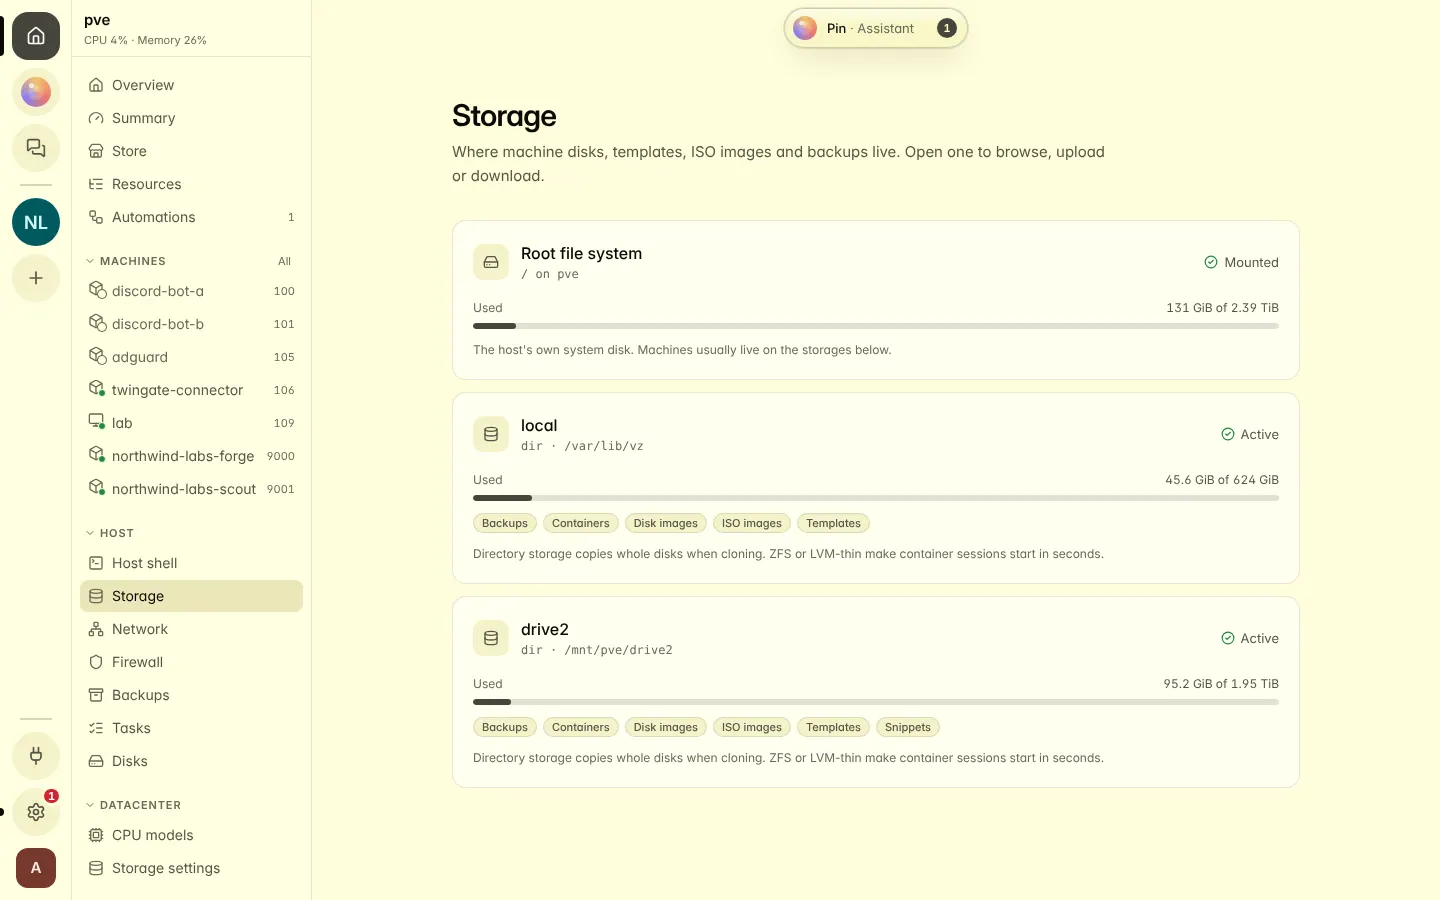 pve
CPU 4% · Memory 26%
Overview
Summary
Store
Resources
Automations 1
MACHINES All
discord-bot-a 100
discord-bot-b 101
adguard 105
twingate-connector 106
lab 109
northwind-labs-forge 9000
northwind-labs-scout 9001
HOST
Host shell
Storage
Network
Firewall
Backups
Tasks
Disks
DATACENTER
CPU models
Storage settings
NL
1
A
Pin · Assistant 1
Storage
Where machine disks, templates, ISO images and backups live. Open one to browse, upload
or download.
Root file system
/ on pve
Mounted
Used 131 GiB of 2.39 TiB
The host's own system disk. Machines usually live on the storages below.
local
dir · /var/lib/vz
Active
Used 45.6 GiB of 624 GiB
Backups Containers Disk images ISO images Templates
Directory storage copies whole disks when cloning. ZFS or LVM-thin make container sessions start in seconds.
drive2
dir · /mnt/pve/drive2
Active
Used 95.2 GiB of 1.95 TiB
Backups Containers Disk images ISO images Templates Snippets
Directory storage copies whole disks when cloning. ZFS or LVM-thin make container sessions start in seconds.